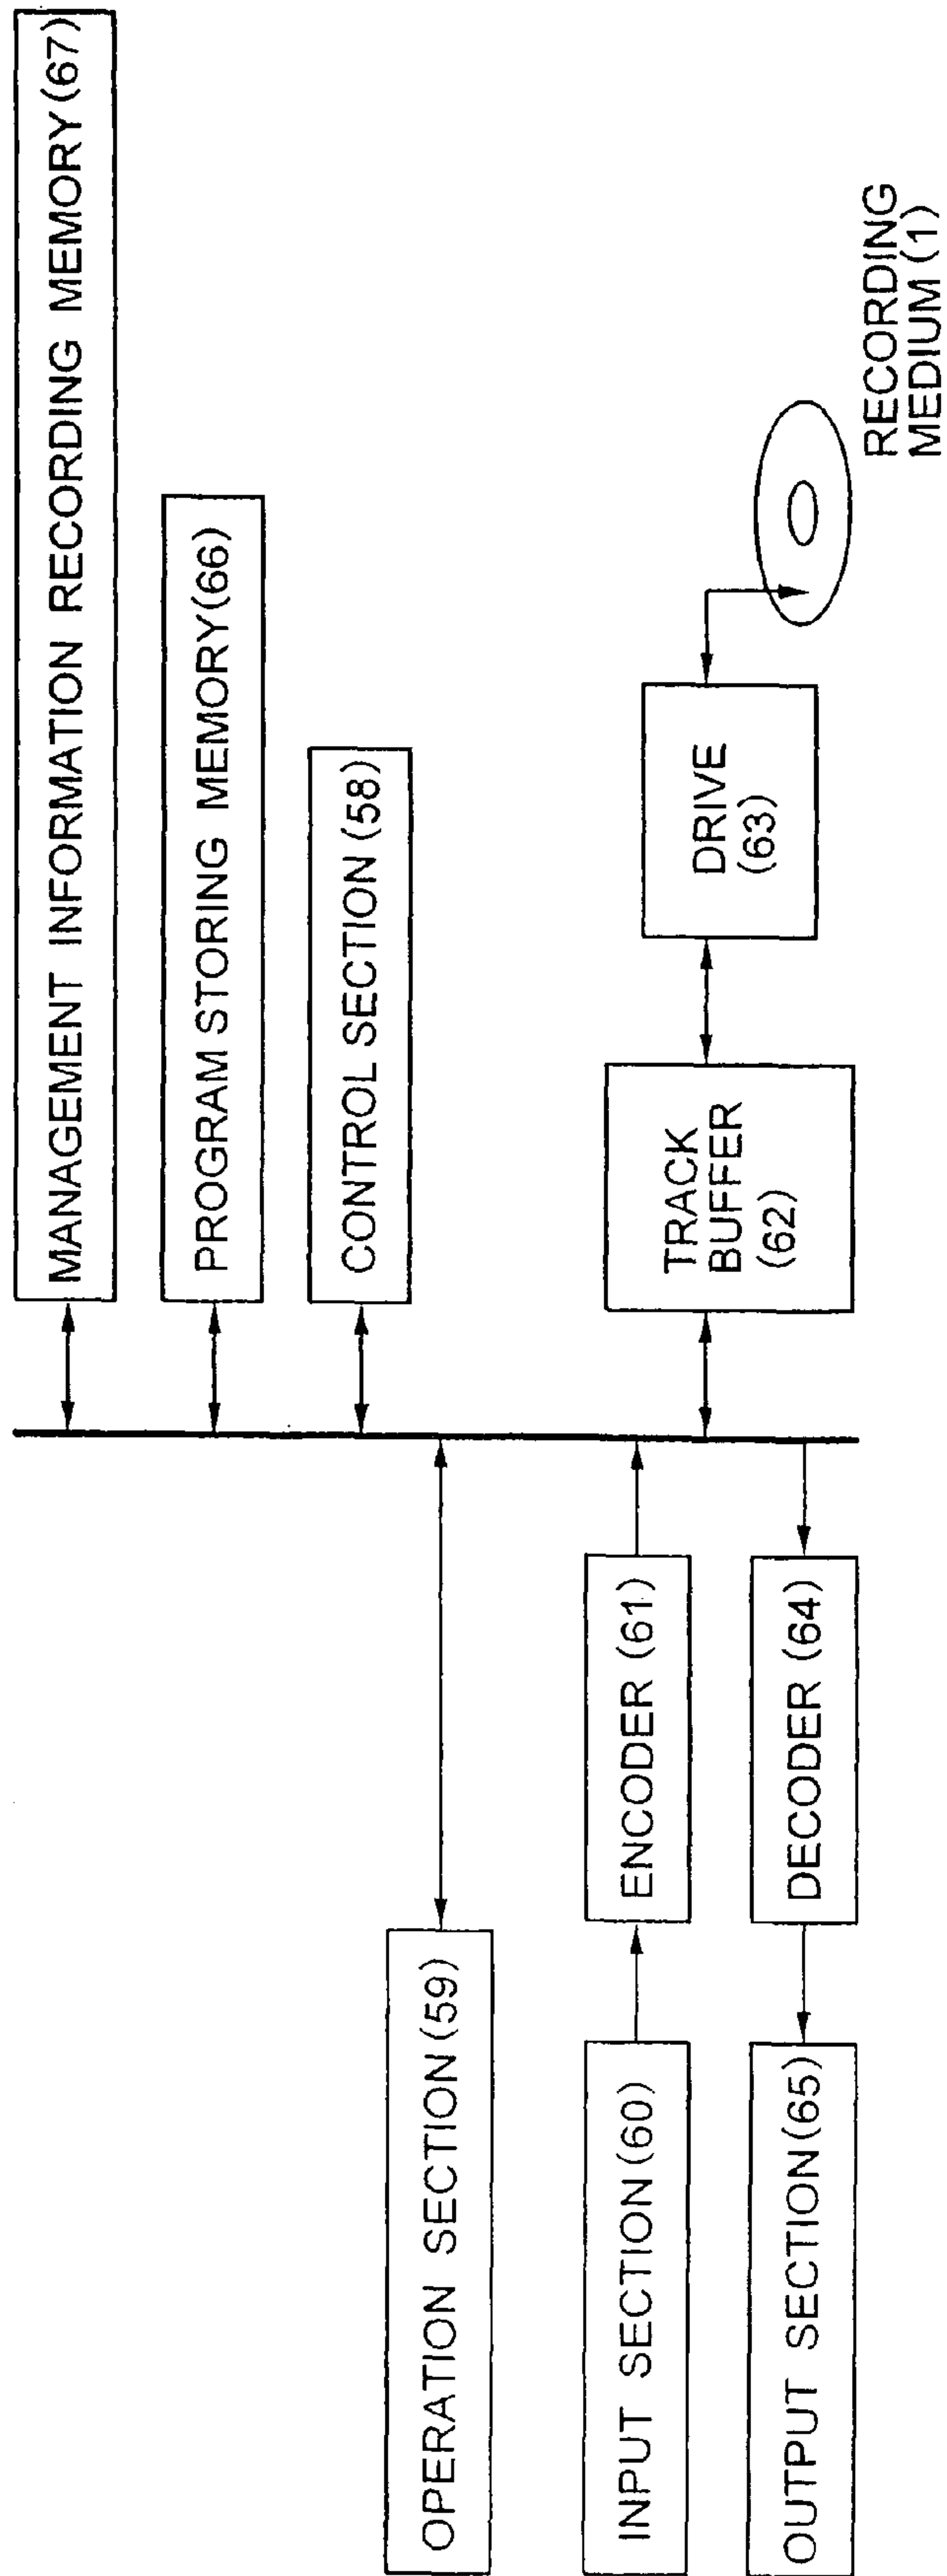 MANAGEMENT INFORMATION RECORDING MEMORY(67)
PROGRAM STORING MEMORY(66)
CONTROL SECTION (58)
OPERATION SECTION(59)
INPUT SECTION(60)
ENCODER (61)
TRACK
BUFFER
(62)
DRIVE
(63)
OUTPUT SECTION(65)
DECODER (64)
RECORDING
MEDIUM (1)